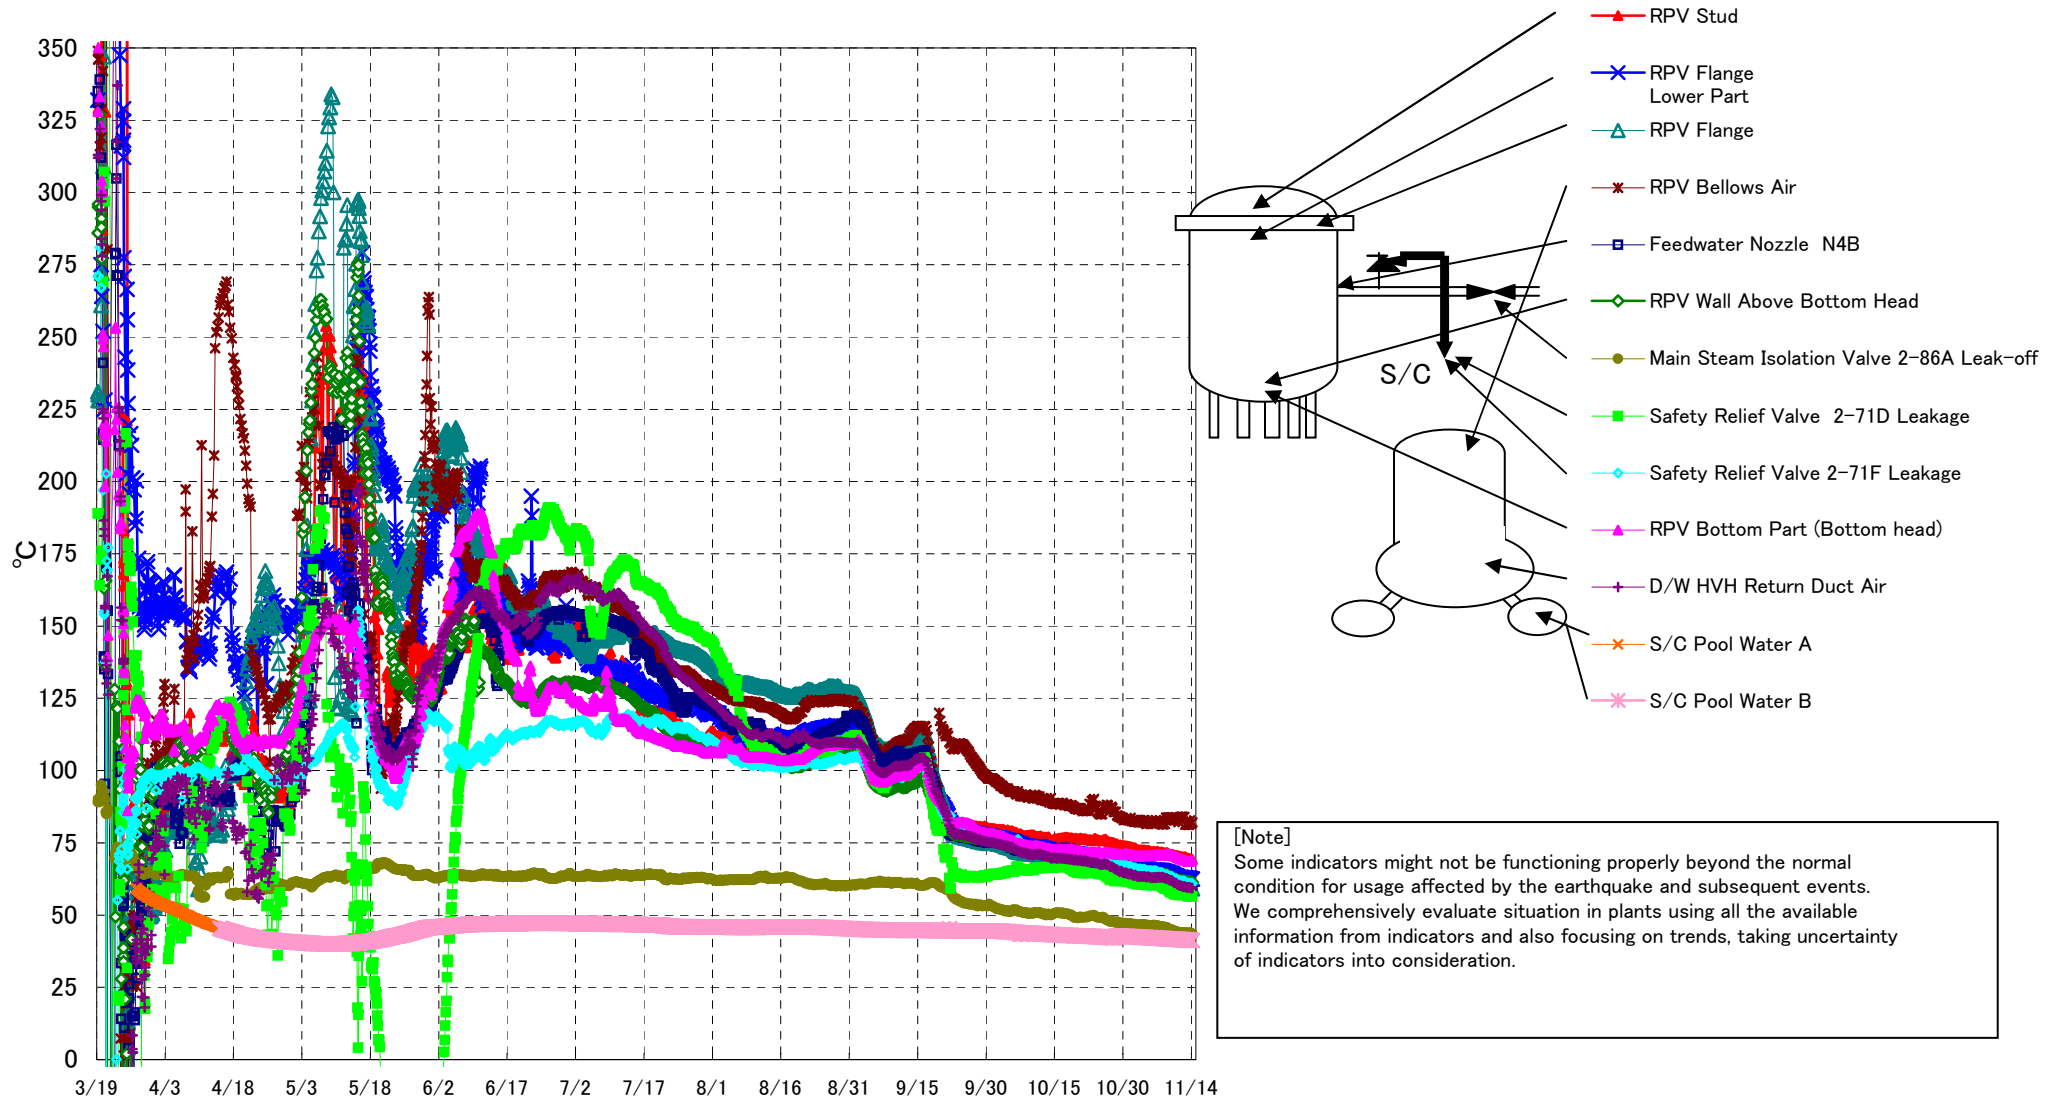 350
325
300
275
250
225
200
175
150
125
100
75
50
25
0
℃
3/19 4/3 4/18 5/3 5/18 6/2 6/17 7/2 7/17 8/1 8/16 8/31 9/15 9/30 10/15 10/30 11/14
RPV Stud
RPV Flange
Lower Part
RPV Flange
RPV Bellows Air
Feedwater Nozzle N4B
RPV Wall Above Bottom Head
Main Steam Isolation Valve 2-86A Leak-off
Safety Relief Valve 2-71D Leakage
Safety Relief Valve 2-71F Leakage
RPV Bottom Part (Bottom head)
D/W HVH Return Duct Air
S/C Pool Water A
S/C Pool Water B
S/C
[Note]
Some indicators might not be functioning properly beyond the normal
condition for usage affected by the earthquake and subsequent events.
We comprehensively evaluate situation in plants using all the available
information from indicators and also focusing on trends, taking uncertainty
of indicators into consideration.